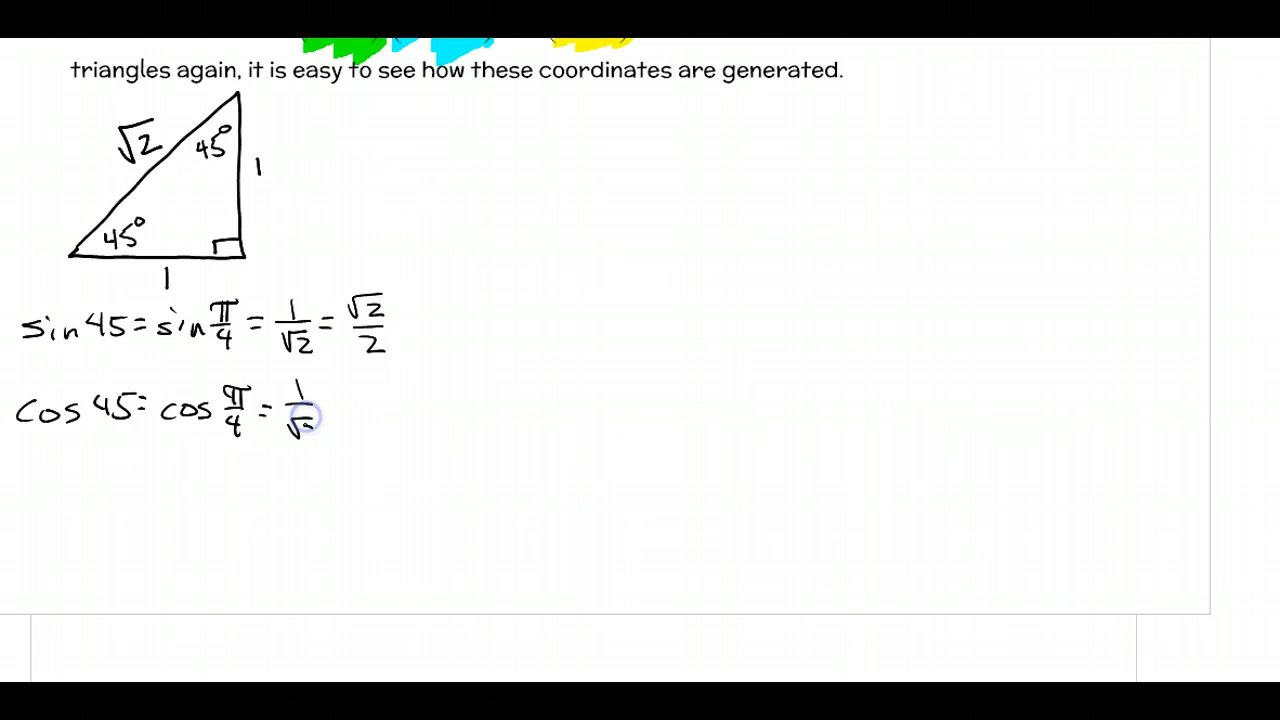 triangles again, it is easy to see how these coordinates are generated.
√2
45°
1
45°
1
sin 45 = sin π/4 = 1/√2 = √2/2
cos 45 = cos π/4 = 1/√